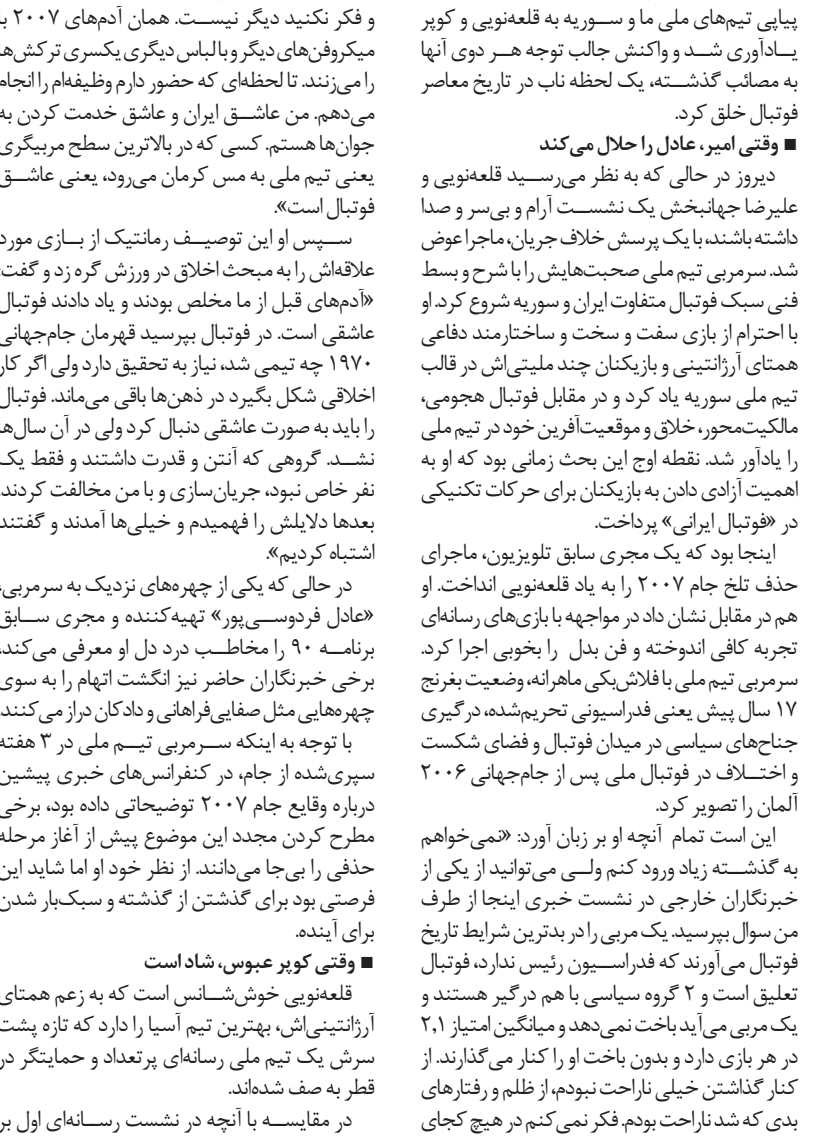 پیاپی تیم‌های ملی ما و سوریه به قلعه‌نویی و کوپر
یادآوری شد و واکنش جالب توجه هر دوی آنها
به مصائب گذشته، یک لحظه ناب در تاریخ معاصر
فوتبال خلق کرد.
■ وقتی امیر، عادل را حلال می‌کند
دیروز در حالی که به نظر می‌رسید قلعه‌نویی و
علیرضا جهانبخش یک نشست آرام و بی‌سر و صدا
داشته باشند، با یک پرسش خلاف جریان، ماجرا عوض
شد. سرمربی تیم ملی صحبت‌هایش را با شرح و بسط
فنی سبک فوتبال متفاوت ایران و سوریه شروع کرد. او
با احترام از بازی سفت و سخت و ساختارمند دفاعی
همتای آرژانتینی و بازیکنان چند ملیتی‌اش در قالب
تیم ملی سوریه یاد کرد و در مقابل فوتبال هجومی،
مالکیت‌محور، خلاق و موقعیت‌آفرین خود در تیم ملی
را یادآور شد. نقطه اوج این بحث زمانی بود که او به
اهمیت آزادی دادن به بازیکنان برای حرکات تکنیکی
در «فوتبال ایرانی» پرداخت.
اینجا بود که یک مجری سابق تلویزیون، ماجرای
حذف تلخ جام ۲۰۰۷ را به یاد قلعه‌نویی انداخت. او
هم در مقابل نشان داد در مواجهه با بازی‌های رسانه‌ای
تجربه کافی اندوخته و فن بدل را بخوبی اجرا کرد.
سرمربی تیم ملی با فلاش‌بکی ماهرانه، وضعیت بغرنج
۱۷ سال پیش یعنی فدراسیونی تحریم‌شده، درگیری
جناح‌های سیاسی در میدان فوتبال و فضای شکست
و اختلاف در فوتبال ملی پس از جام‌جهانی ۲۰۰۶
آلمان را تصویر کرد.
این است تمام آنچه او بر زبان آورد: «نمی‌خواهم
به گذشته زیاد ورود کنم ولی می‌توانید از یکی از
خبرنگاران خارجی در نشست خبری اینجا از طرف
من سوال بپرسید. یک مربی را در بدترین شرایط تاریخ
فوتبال می‌آورند که فدراسیون رئیس ندارد، فوتبال
تعلیق است و ۲ گروه سیاسی با هم درگیر هستند و
یک مربی می‌آید باخت نمی‌دهد و میانگین امتیاز ۲٫۱
در هر بازی دارد و بدون باخت او را کنار می‌گذارند. از
کنار گذاشتن خیلی ناراحت نبودم، از ظلم و رفتارهای
بدی که شد ناراحت بودم. فکر نمی‌کنم در هیچ کجای
و فکر نکنید دیگر نیست. همان آدم‌های ۲۰۰۷ با
میکروفن‌های دیگر و با لباس دیگری یکسری ترکش‌ها
را می‌زنند. تا لحظه‌ای که حضور دارم وظیفه‌ام را انجام
می‌دهم. من عاشق ایران و عاشق خدمت کردن به
جوان‌ها هستم. کسی که در بالاترین سطح مربیگری
یعنی تیم ملی به مس کرمان می‌رود، یعنی عاشق
فوتبال است».
سپس او این توصیف رمانتیک از بازی مورد
علاقه‌اش را به مبحث اخلاق در ورزش گره زد و گفت:
«آدم‌های قبل از ما مخلص بودند و یاد دادند فوتبال
عاشقی است. در فوتبال بپرسید قهرمان جام‌جهانی
۱۹۷۰ چه تیمی شد، نیاز به تحقیق دارد ولی اگر کار
اخلاقی شکل بگیرد در ذهن‌ها باقی می‌ماند. فوتبال
را باید به صورت عاشقی دنبال کرد ولی در آن سال‌ها
نشد. گروهی که آنتن و قدرت داشتند و فقط یک
نفر خاص نبود، جریان‌سازی و با من مخالفت کردند.
بعدها دلایلش را فهمیدم و خیلی‌ها آمدند و گفتند
اشتباه کردیم».
در حالی که یکی از چهره‌های نزدیک به سرمربی،
«عادل فردوسی‌پور» تهیه‌کننده و مجری سابق
برنامه ۹۰ را مخاطب درد دل او معرفی می‌کند،
برخی خبرنگاران حاضر نیز انگشت اتهام را به سوی
چهره‌هایی مثل صفایی‌فراهانی و دادکان دراز می‌کنند.
با توجه به اینکه سرمربی تیم ملی در ۳ هفته
سپری‌شده از جام، در کنفرانس‌های خبری پیشین
درباره وقایع جام ۲۰۰۷ توضیحاتی داده بود، برخی
مطرح کردن مجدد این موضوع پیش از آغاز مرحله
حذفی را بی‌جا می‌دانند. از نظر خود او اما شاید این
فرصتی بود برای گذشتن از گذشته و سبک‌بار شدن
برای آینده.
■ وقتی کوپر عبوس، شاد است
قلعه‌نویی خوش‌شانس است که به زعم همتای
آرژانتینی‌اش، بهترین تیم آسیا را دارد که تازه پشت
سرش یک تیم ملی رسانه‌ای پرتعداد و حمایتگر در
قطر به صف شده‌اند.
در مقایسه با آنچه در نشست رسانه‌ای اول بر